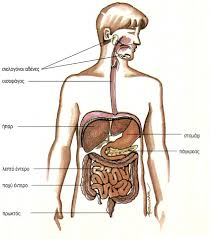 σιελογόνοι αδένες
οισοφάγος
ήπαρ
στομάχι
πάγκρεας
λεπτό έντερο
παχύ έντερο
πρωκτός